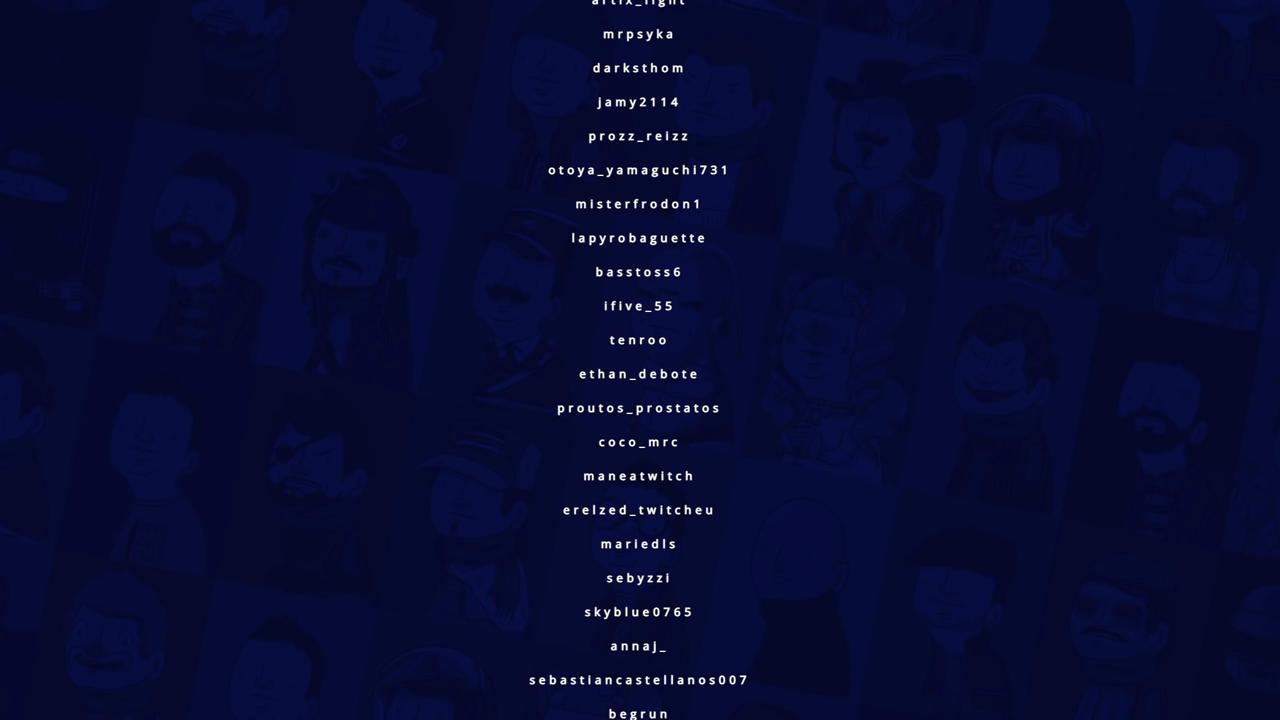 artix_light
mrpsyka
darksthom
jamy2114
prozz_reizz
otoya_yamaguchi731
misterfrodon1
lapyrobaguette
basstoss6
ifive_55
tenroo
ethan_debote
proutos_prostatos
coco_mrc
maneatwitch
erelzed_twitcheu
mariedls
sebyzzi
skyblue0765
annaj_
sebastiancastellanos007
begrun